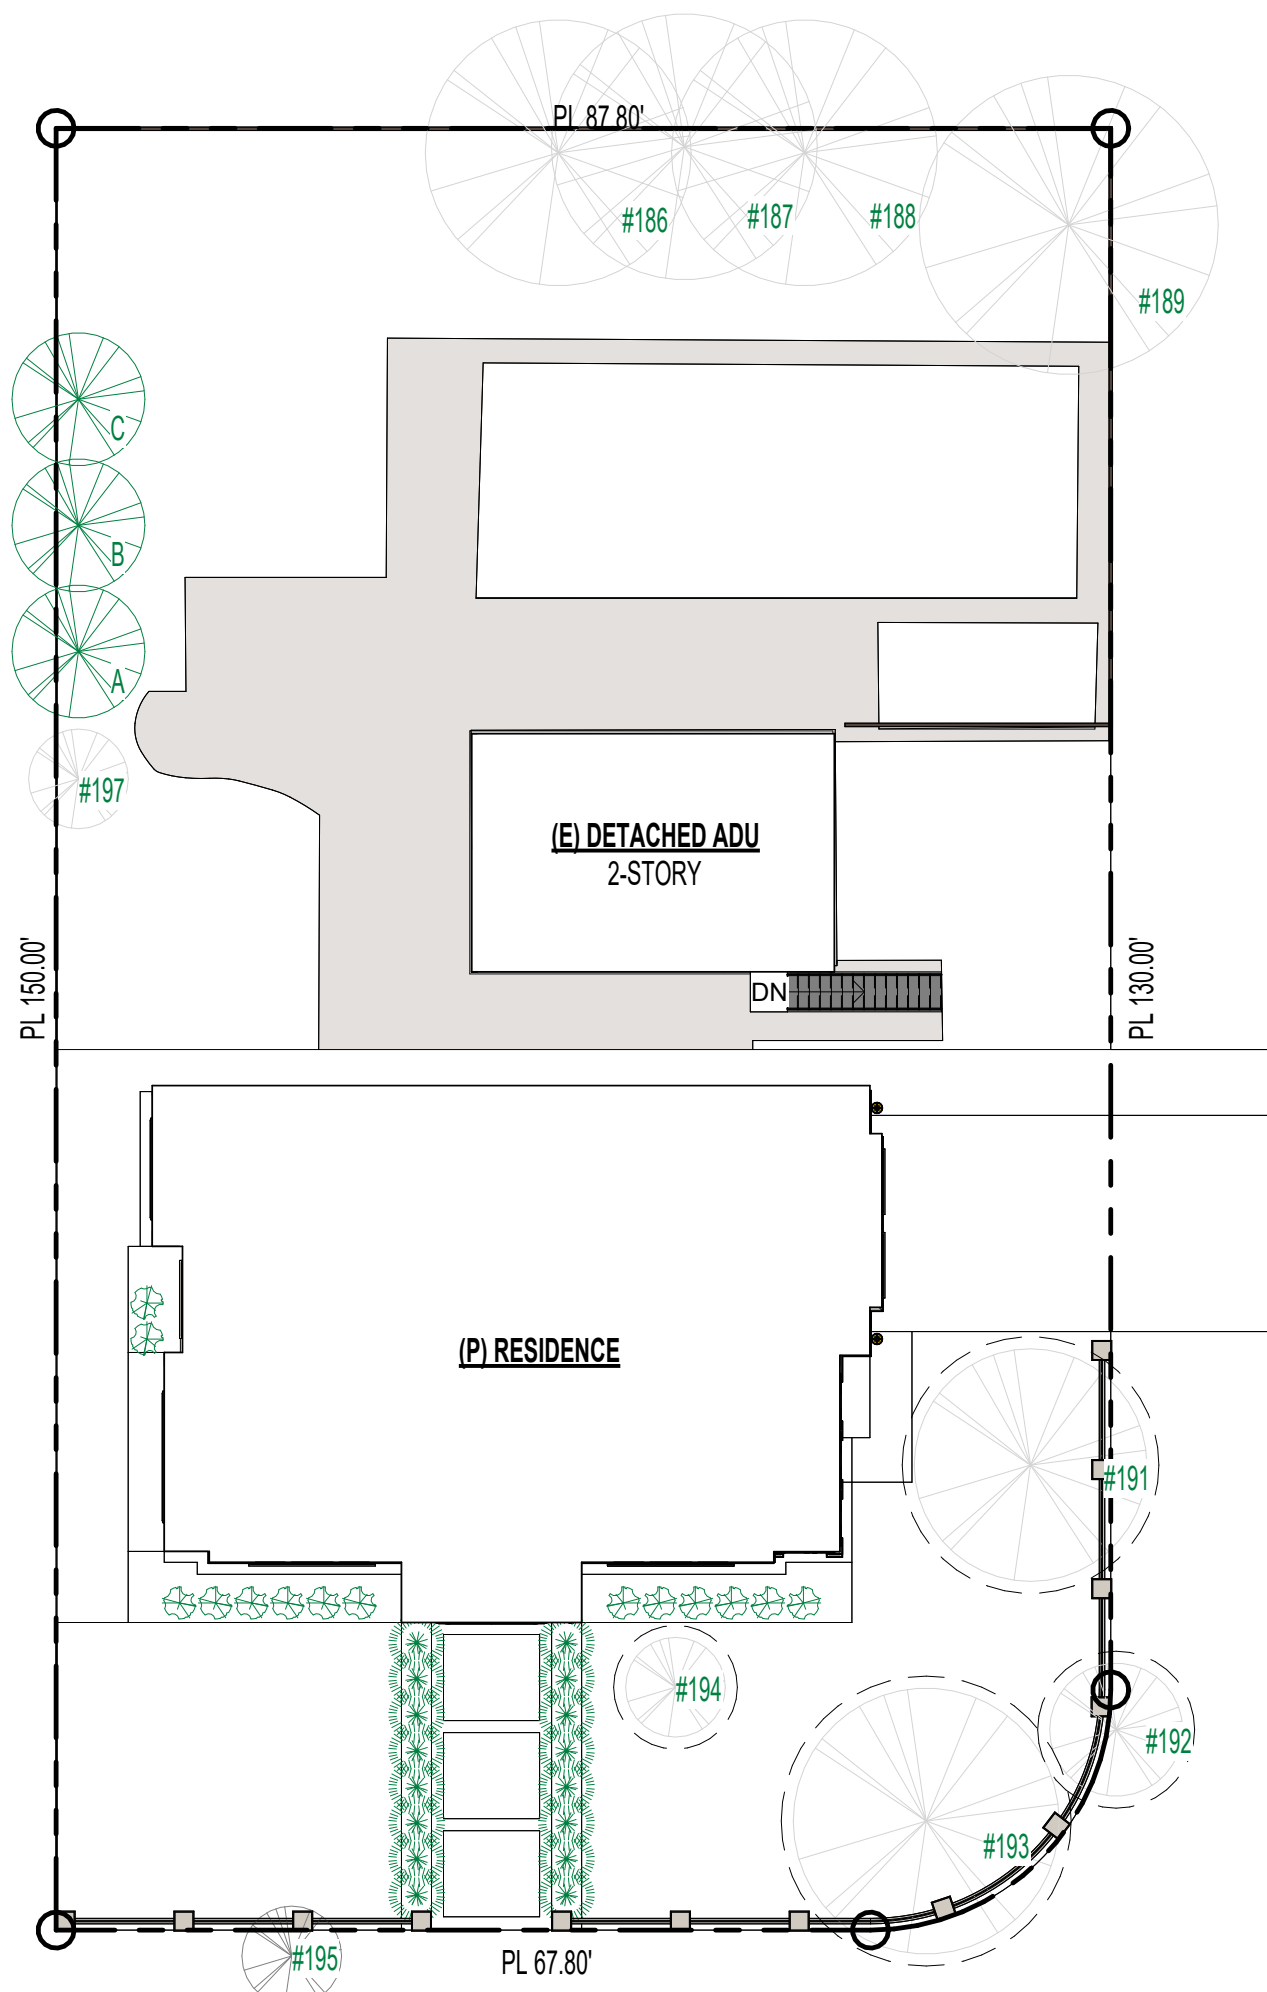 PL 87.80'
#186
#187
#188
#189
C
B
A
#197
(E) DETACHED ADU
2-STORY
PL 150.00'
PL 130.00'
DN
(P) RESIDENCE
#191
#194
#192
#193
#195
PL 67.80'